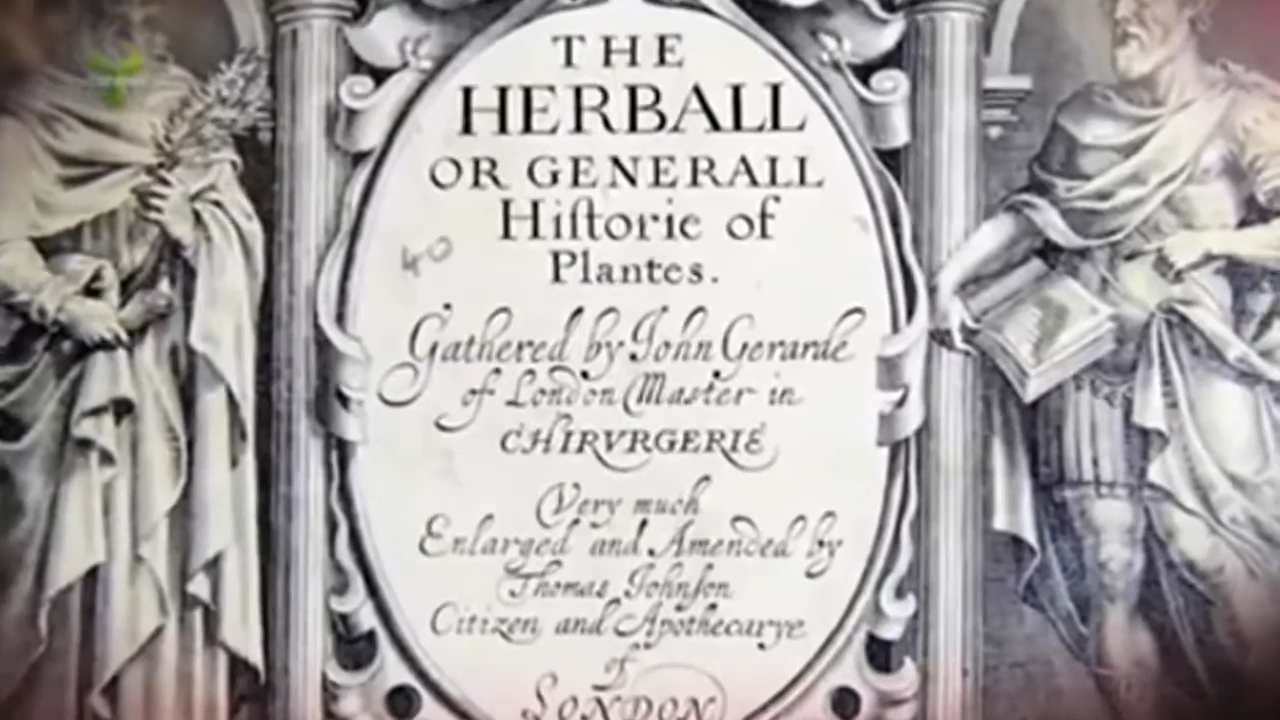 THE
HERBALL
OR GENERALL
Hiſtorie of
Plantes.
40
Gathered by John Gerarde
of London Master in
CHIRVRGERIE
Very much
Enlarged and Amended by
Thomas Johnſon
Citizen and Apothecarye
of
LONDON